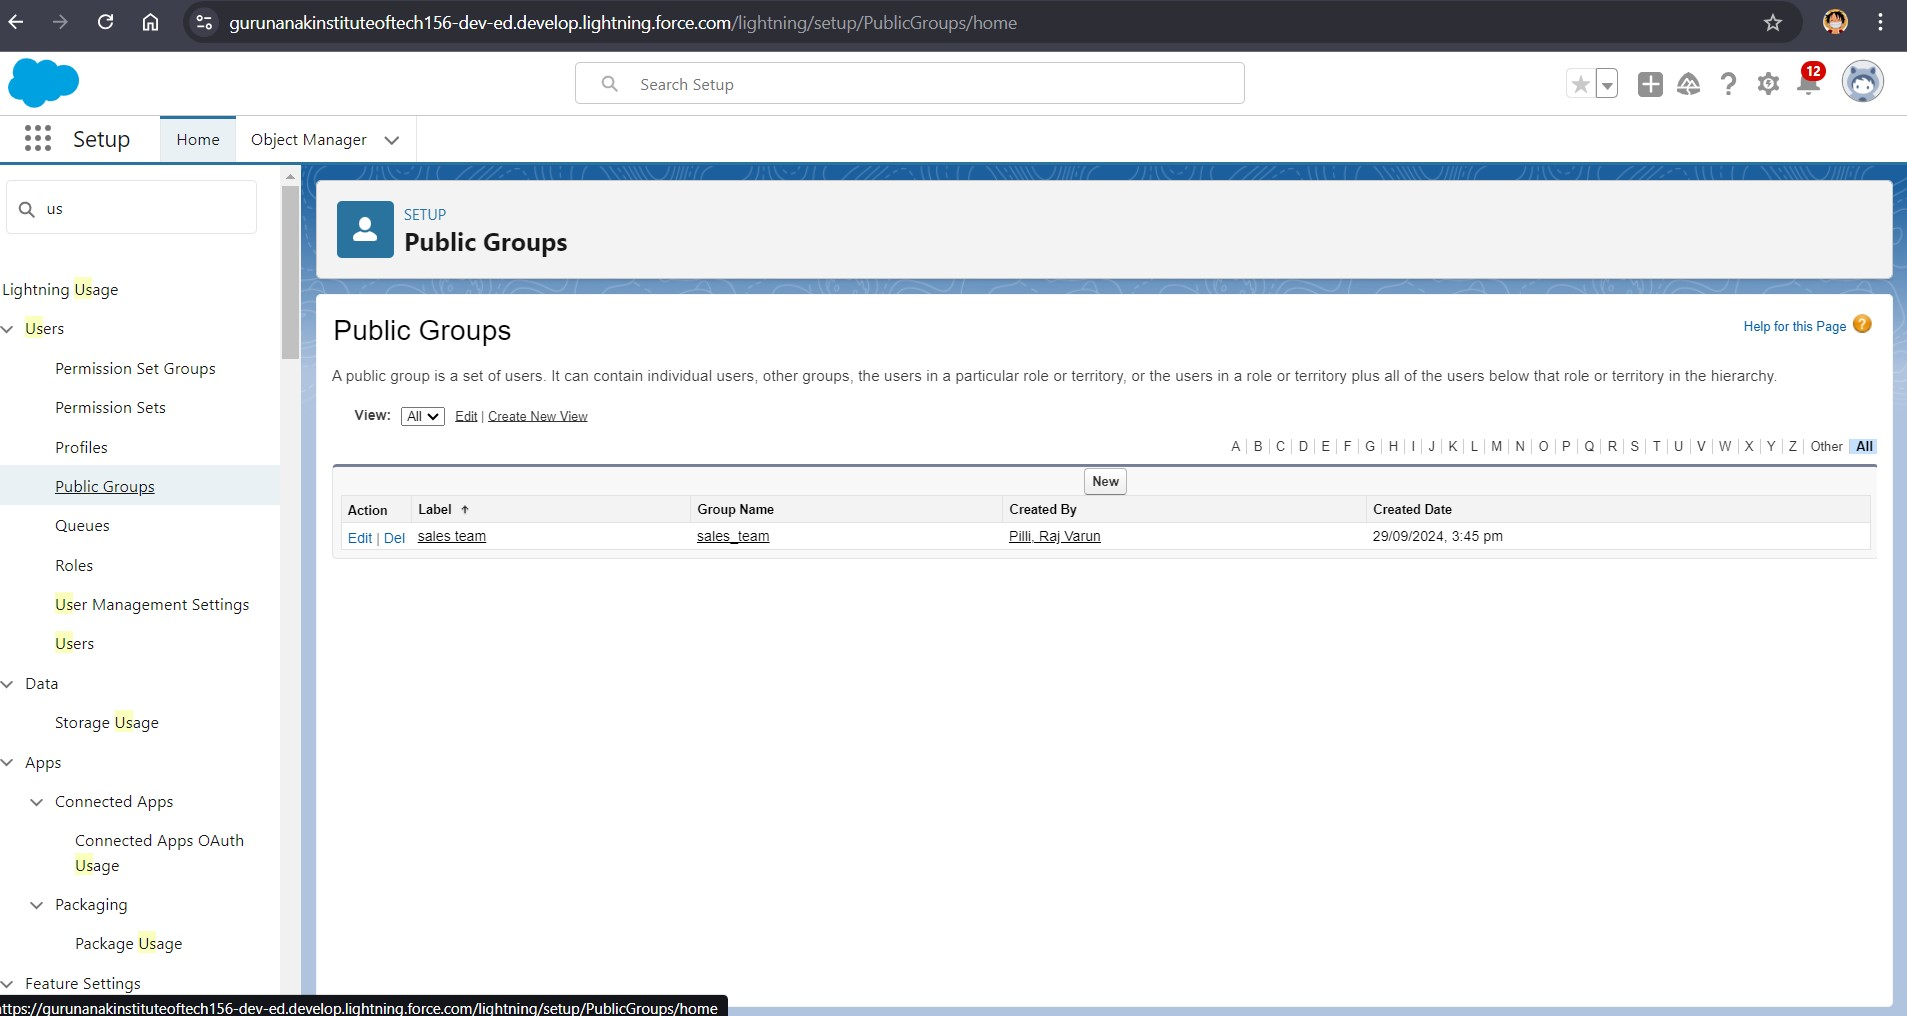 gurunanakinstituteoftech156-dev-ed.develop.lightning.force.com/lightning/setup/PublicGroups/home
Search Setup
12
Setup
Home
Object Manager
us
Lightning Usage
Users
Permission Set Groups
Permission Sets
Profiles
Public Groups
Queues
Roles
User Management Settings
Users
Data
Storage Usage
Apps
Connected Apps
Connected Apps OAuth
Usage
Packaging
Package Usage
Feature Settings
SETUP
Public Groups
Public Groups
Help for this Page ?
A public group is a set of users. It can contain individual users, other groups, the users in a particular role or territory, or the users in a role or territory plus all of the users below that role or territory in the hierarchy.
View: All Edit | Create New View
A | B | C | D | E | F | G | H | I | J | K | L | M | N | O | P | Q | R | S | T | U | V | W | X | Y | Z | Other All
New
Action Label ↑ Group Name Created By Created Date
Edit | Del sales team sales_team Pilli, Raj Varun 29/09/2024, 3:45 pm
ttps://gurunanakinstituteoftech156-dev-ed.develop.lightning.force.com/lightning/setup/PublicGroups/home